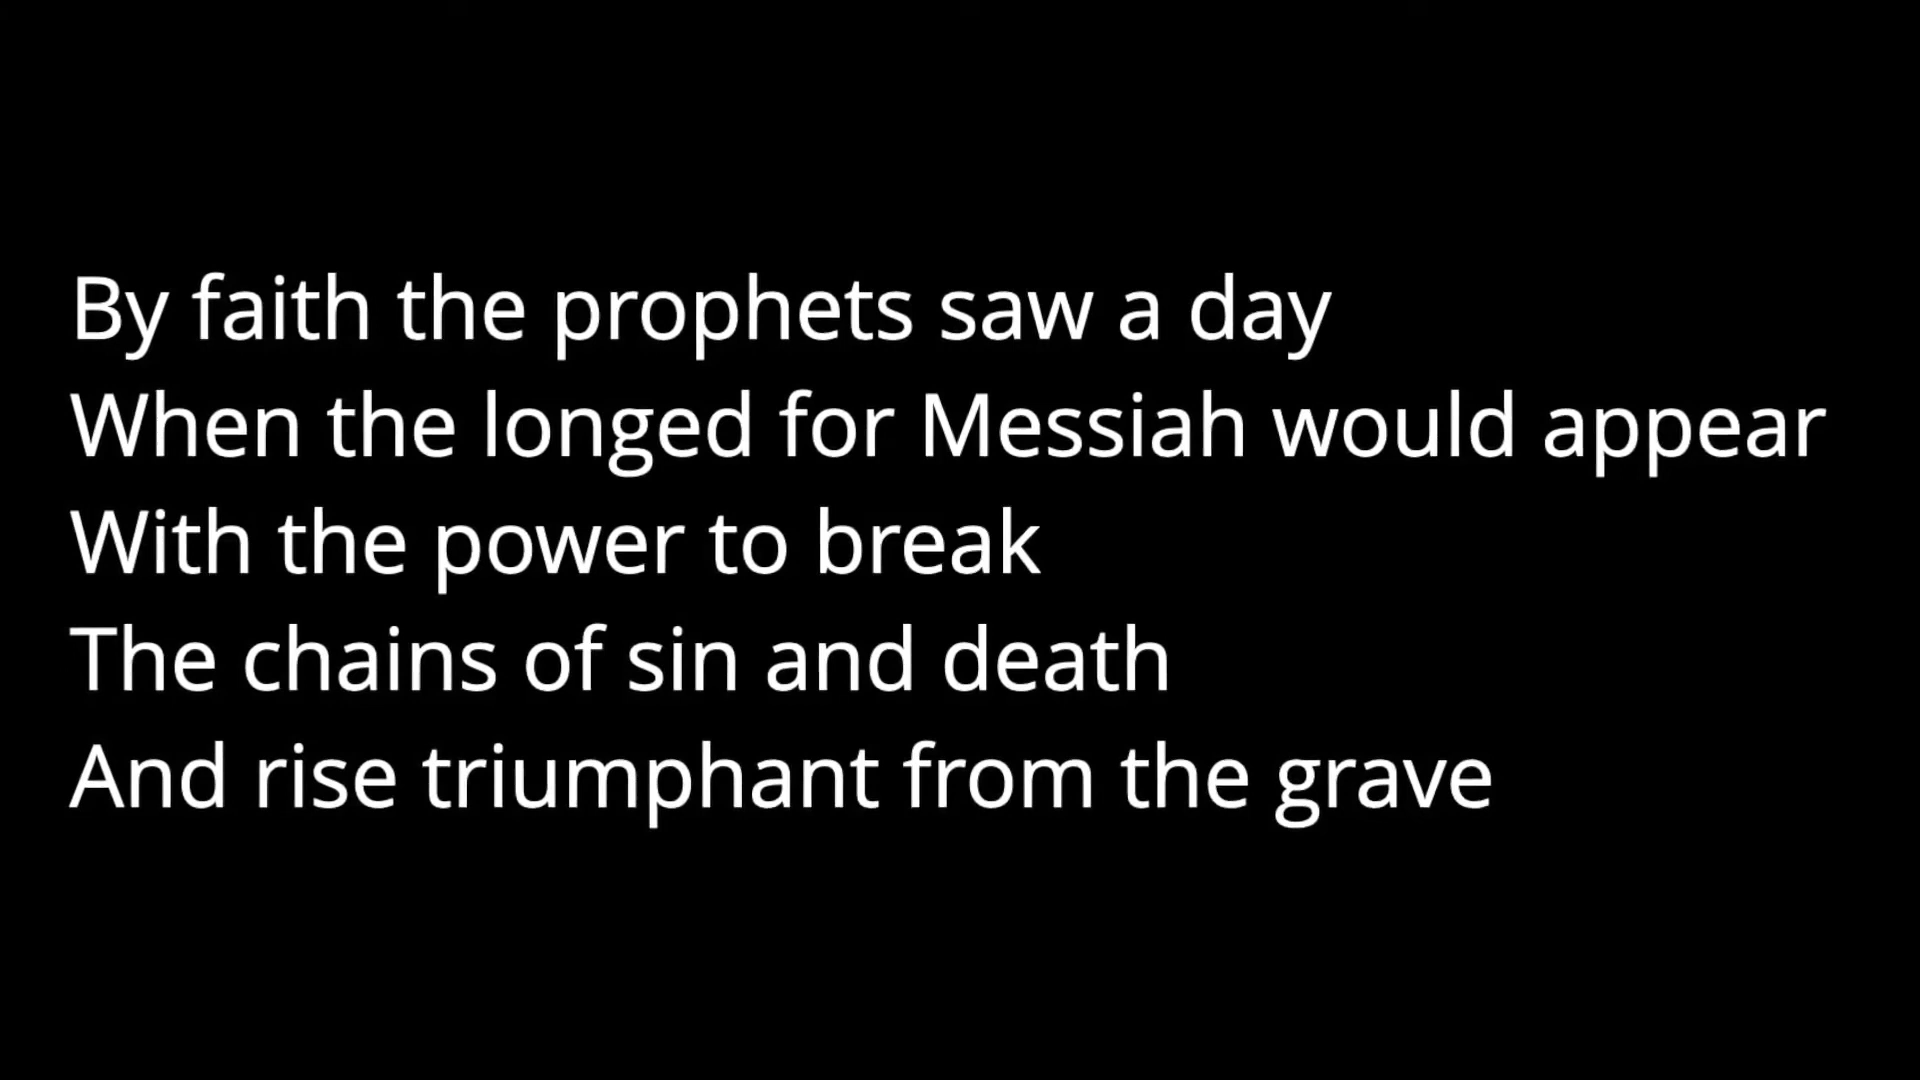 By faith the prophets saw a day
When the longed for Messiah would appear
With the power to break
The chains of sin and death
And rise triumphant from the grave